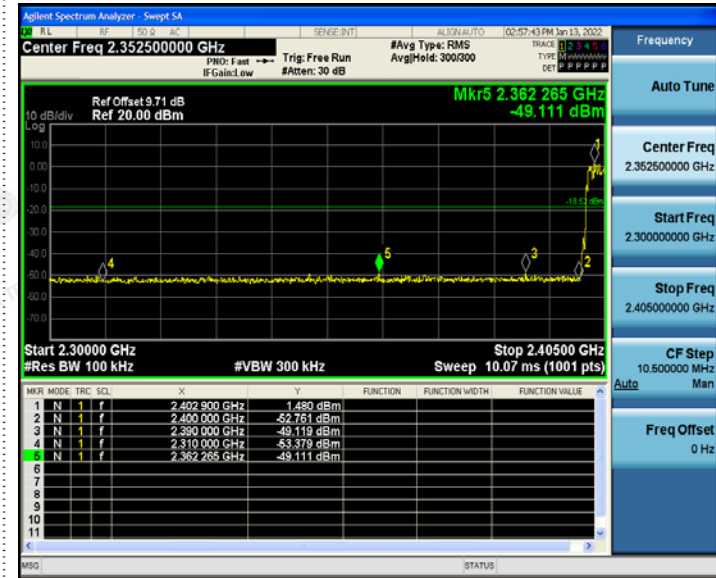 Agilent Spectrum Analyzer - Swept SA
RL RF 50 Ω AC SENSE:INT ALIGNAUTO 02:57:43 PM Jan 13, 2022
Center Freq 2.352500000 GHz
PNO: Fast
IFGain:Low
Trig: Free Run
#Atten: 30 dB
#Avg Type: RMS
Avg|Hold: 300/300
TRACE 1 2 3 4 5 6
TYPE M
DET P P P P P P
Frequency
Mkr5 2.362 265 GHz
-49.111 dBm
Ref Offset 9.71 dB
10 dB/div Ref 20.00 dBm
Log
10.0
0.00
-10.0
-20.0
-30.0
-40.0
-50.0
-60.0
-70.0
1
-18.52 dBm
4
5
3
2
Start 2.30000 GHz Stop 2.40500 GHz
#Res BW 100 kHz #VBW 300 kHz Sweep 10.07 ms (1001 pts)
MKR MODE TRC SCL X Y FUNCTION FUNCTION WIDTH FUNCTION VALUE
1 N 1 f 2.402 900 GHz 1.480 dBm
2 N 1 f 2.400 000 GHz -52.761 dBm
3 N 1 f 2.390 000 GHz -49.119 dBm
4 N 1 f 2.310 000 GHz -53.379 dBm
5 N 1 f 2.362 265 GHz -49.111 dBm
6
7
8
9
10
11
MSG STATUS
Auto Tune
Center Freq
2.352500000 GHz
Start Freq
2.300000000 GHz
Stop Freq
2.405000000 GHz
CF Step
10.500000 MHz
Auto Man
Freq Offset
0 Hz